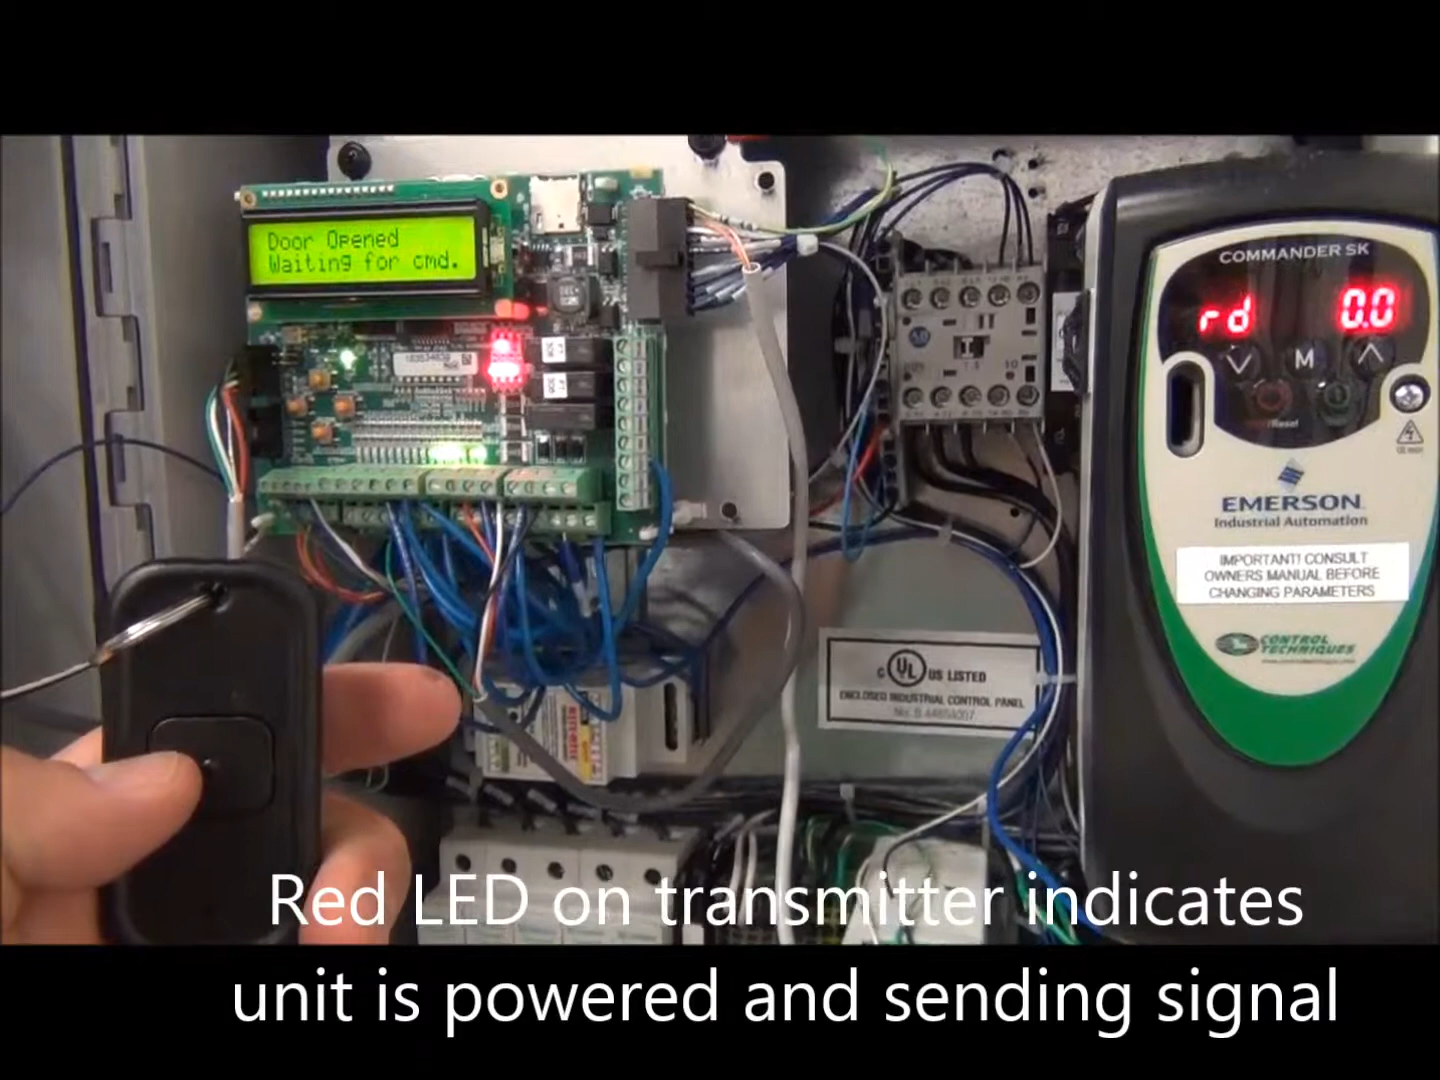 Door Opened
Waiting for cmd.
COMMANDER SK
rd 0.0
M
EMERSON
Industrial Automation
IMPORTANT! CONSULT
OWNERS MANUAL BEFORE
CHANGING PARAMETERS
CONTROL
TECHNIQUES
C UL US LISTED
ENCLOSED INDUSTRIAL CONTROL PANEL
Red LED on transmitter indicates
unit is powered and sending signal